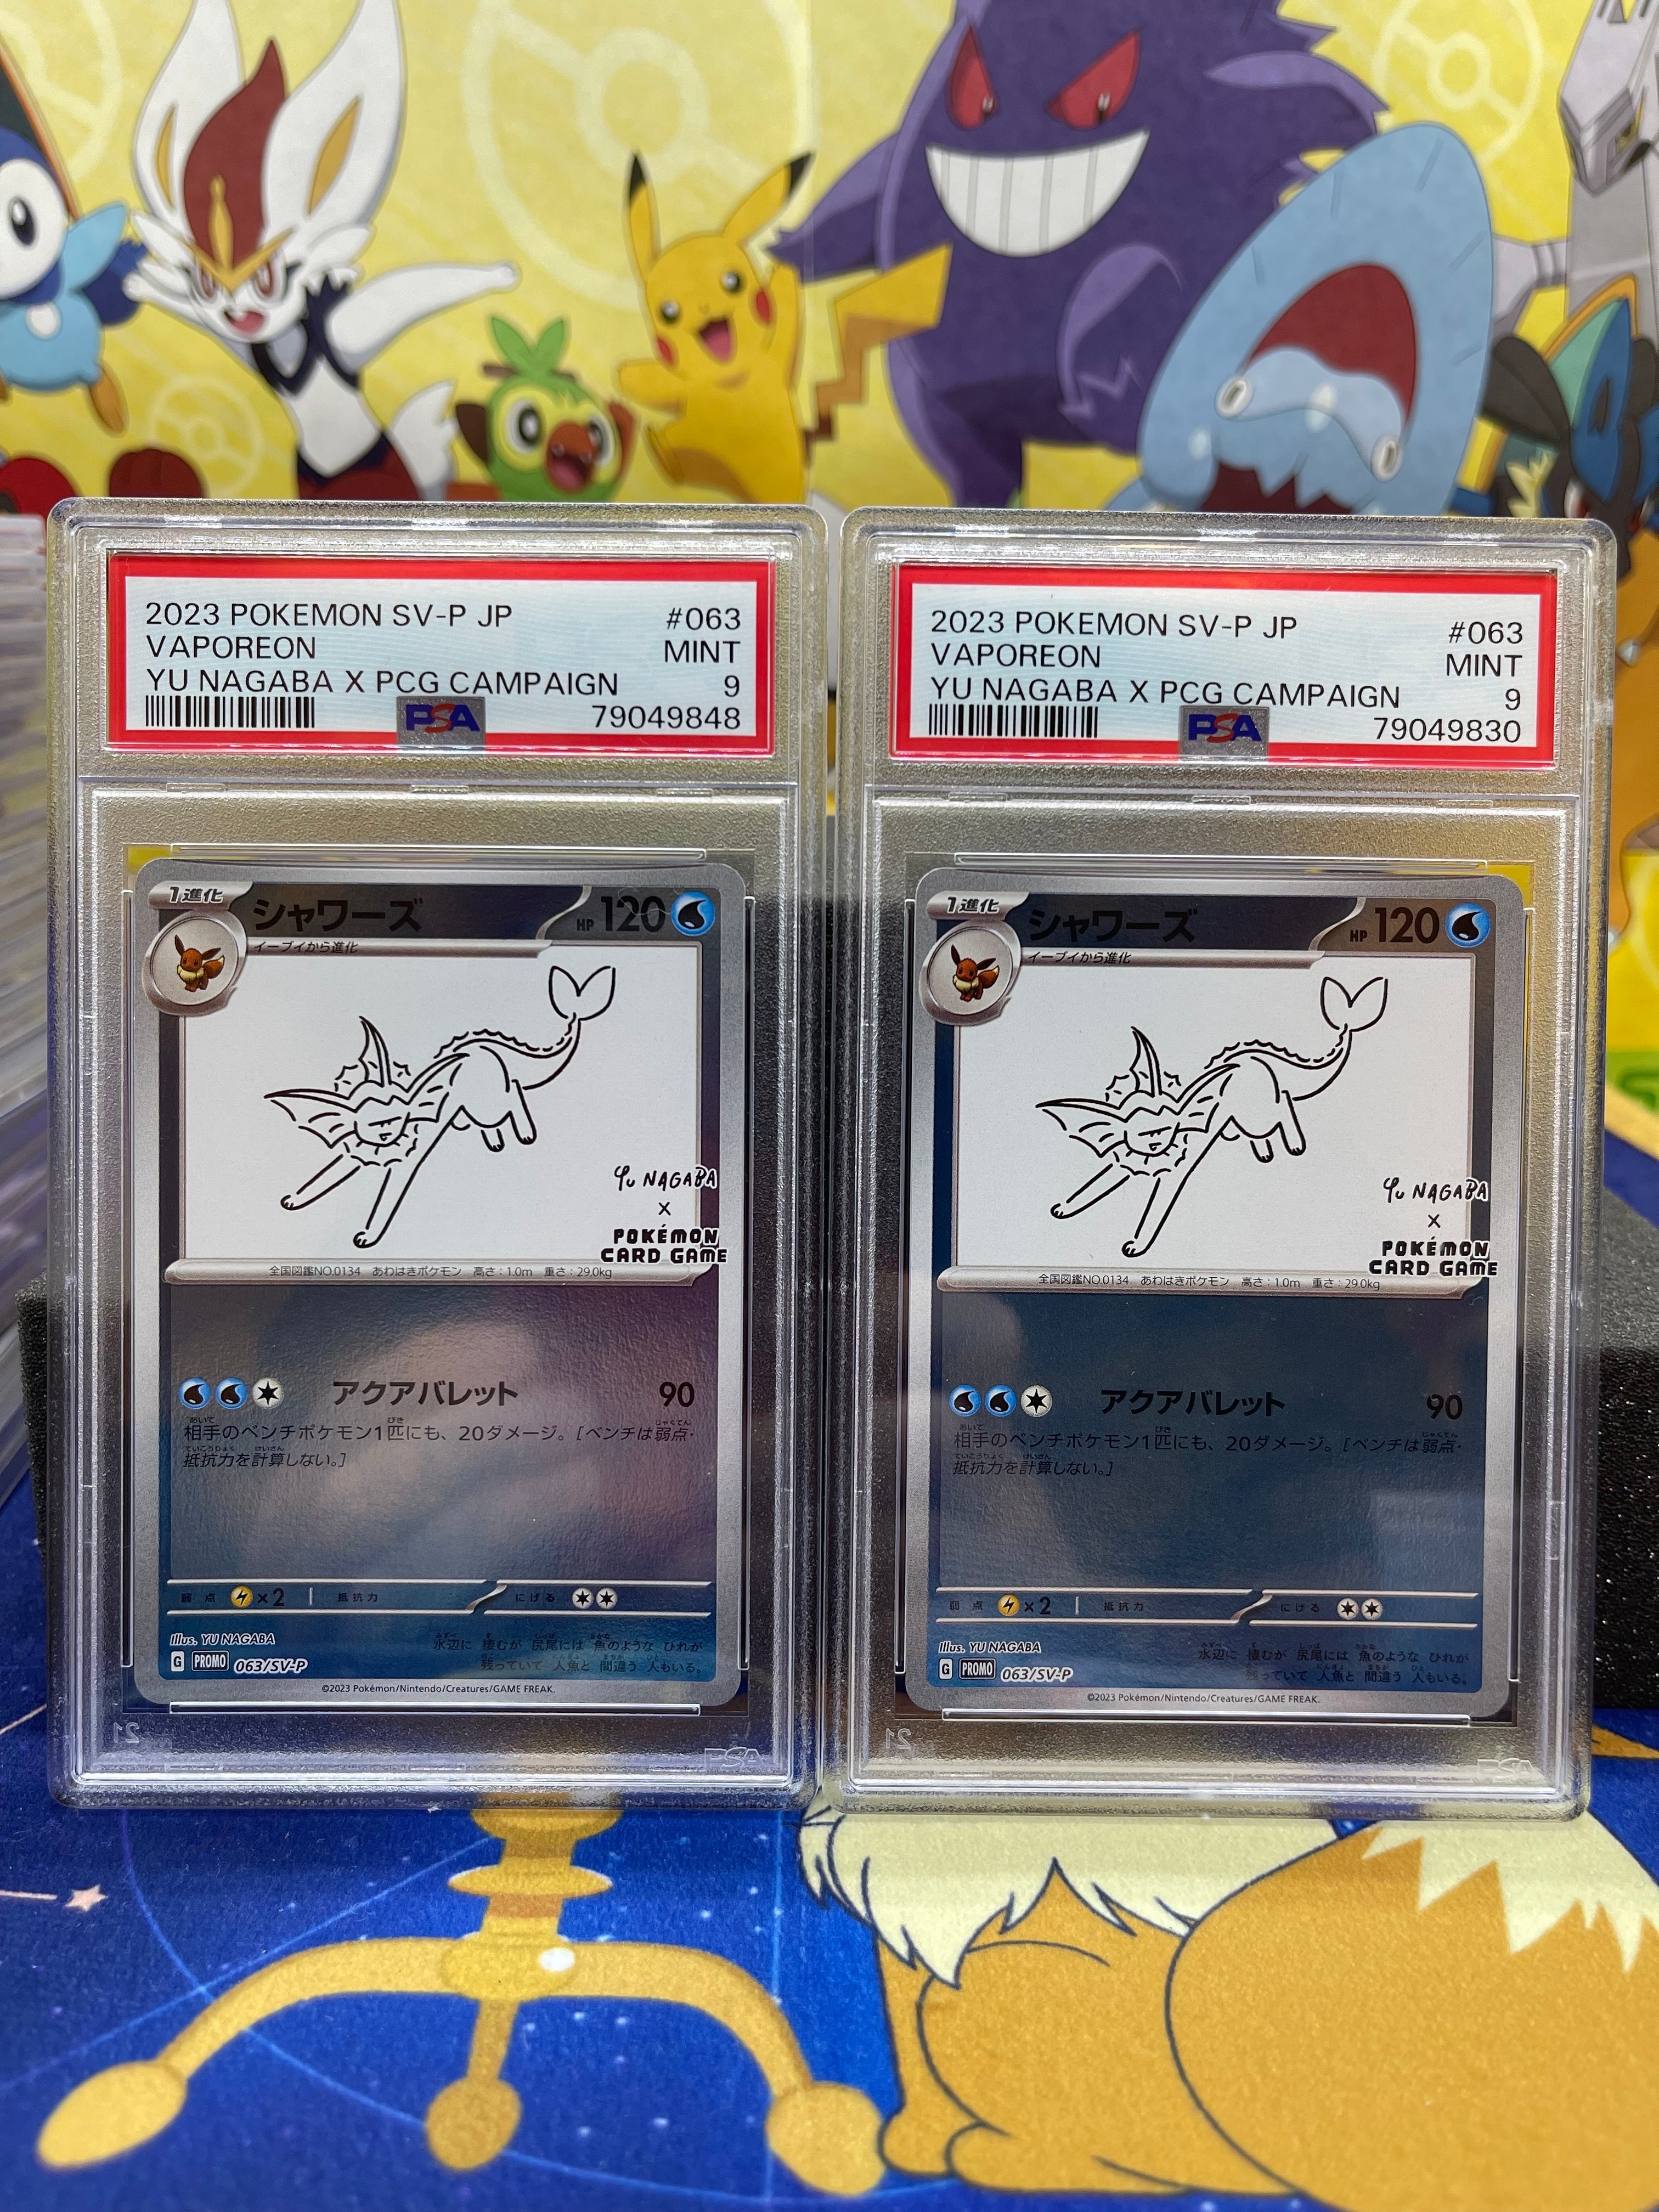 2023 POKEMON SV-P JP #063
VAPOREON MINT
YU NAGABA X PCG CAMPAIGN 9
PSA 79049848
1進化 シャワーズ HP 120
イーブイから進化
Yu NAGABA
X
POKÉMON
CARD GAME
全国図鑑NO.0134 あわはきポケモン 高さ:1.0m 重さ:29.0kg
アクアバレット 90
相手のベンチポケモン1匹にも、20ダメージ。[ベンチは弱点・
抵抗力を計算しない。]
弱点 ×2 抵抗力 にげる
Illus. YU NAGABA
水辺に 棲むが 尻尾には 魚のような ひれが
G PROMO 063/SV-P
残っていて 人魚と 間違う 人もいる。
©2023 Pokémon/Nintendo/Creatures/GAME FREAK.
21 PSA
2023 POKEMON SV-P JP #063
VAPOREON MINT
YU NAGABA X PCG CAMPAIGN 9
PSA 79049830
1進化 シャワーズ HP 120
イーブイから進化
Yu NAGABA
X
POKÉMON
CARD GAME
全国図鑑NO.0134 あわはきポケモン 高さ:1.0m 重さ:29.0kg
アクアバレット 90
相手のベンチポケモン1匹にも、20ダメージ。[ベンチは弱点・
抵抗力を計算しない。]
弱点 ×2 抵抗力 にげる
Illus. YU NAGABA
水辺に 棲むが 尻尾には 魚のような ひれが
G PROMO 063/SV-P
残っていて 人魚と 間違う 人もいる。
©2023 Pokémon/Nintendo/Creatures/GAME FREAK.
21 PSA